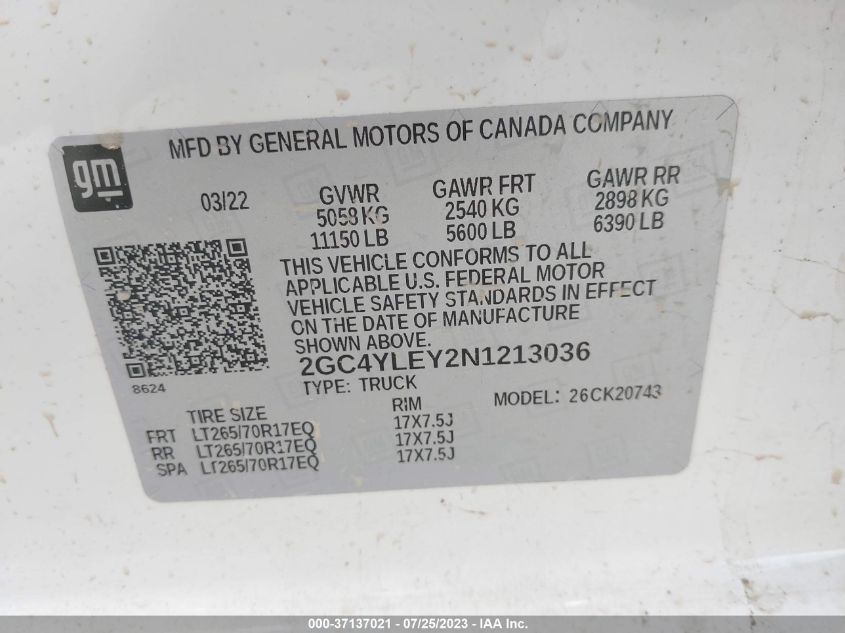 gm
MFD BY GENERAL MOTORS OF CANADA COMPANY
03/22
GVWR
5058 KG
11150 LB
GAWR FRT
2540 KG
5600 LB
GAWR RR
2898 KG
6390 LB
THIS VEHICLE CONFORMS TO ALL
APPLICABLE U.S. FEDERAL MOTOR
VEHICLE SAFETY STANDARDS IN EFFECT
ON THE DATE OF MANUFACTURE
SHOWN ABOVE.
2GC4YLEY2N1213036
TYPE: TRUCK
8624
MODEL: 26CK20743
TIRE SIZE
RIM
FRT LT265/70R17EQ 17X7.5J
RR LT265/70R17EQ 17X7.5J
SPA LT265/70R17EQ 17X7.5J
000-37137021 / 07/25/2023 - IAA Inc.